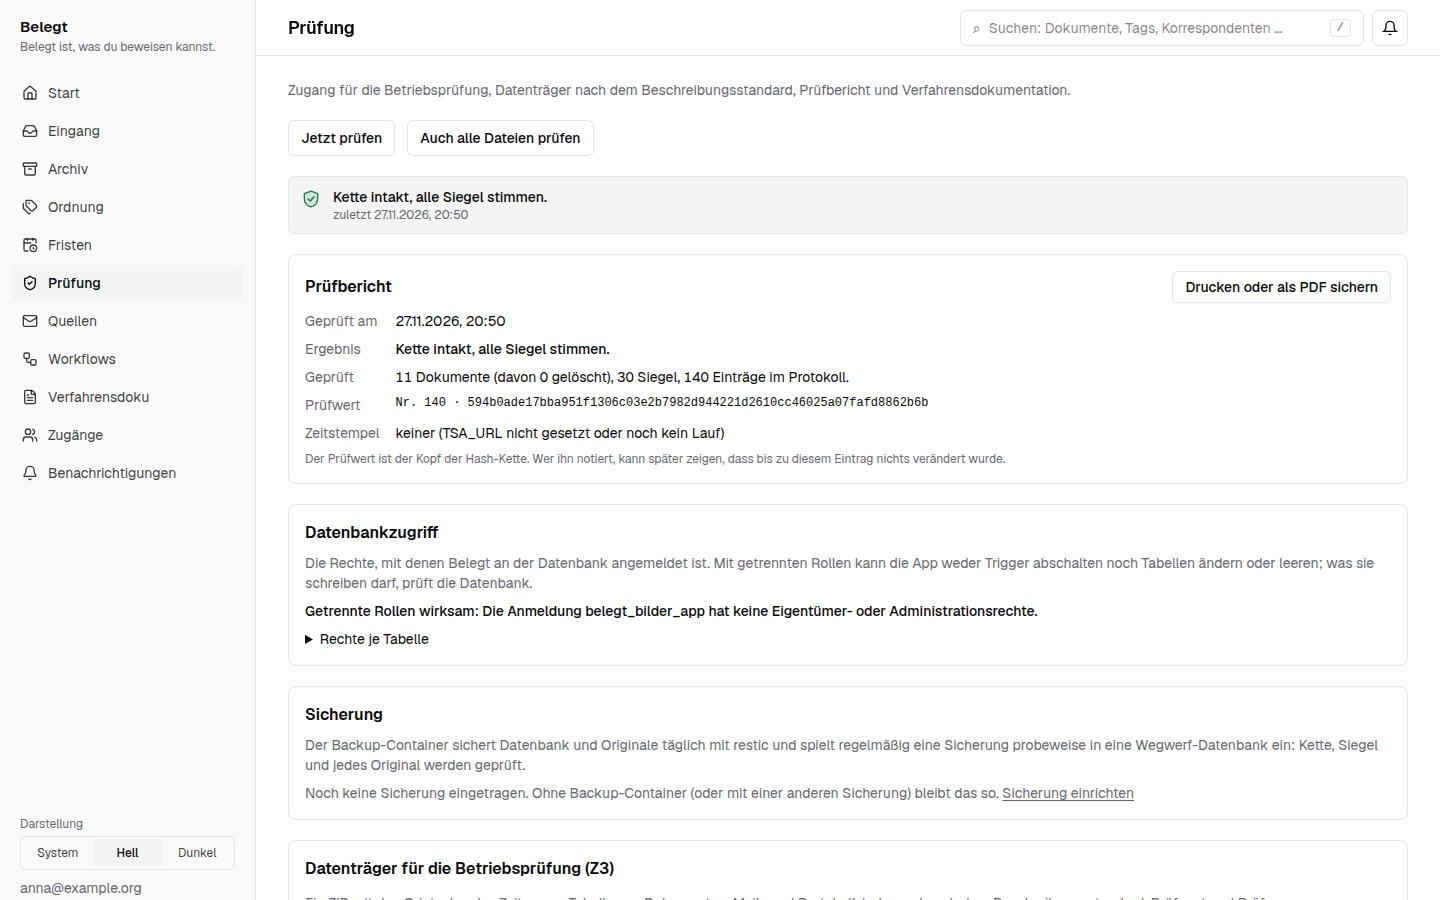 Belegt
Belegt ist, was du beweisen kannst.
Start
Eingang
Archiv
Ordnung
Fristen
Prüfung
Quellen
Workflows
Verfahrensdoku
Zugänge
Benachrichtigungen
Darstellung
System Hell Dunkel
anna@example.org
Prüfung
Suchen: Dokumente, Tags, Korrespondenten … /
Zugang für die Betriebsprüfung, Datenträger nach dem Beschreibungsstandard, Prüfbericht und Verfahrensdokumentation.
Jetzt prüfen Auch alle Dateien prüfen
Kette intakt, alle Siegel stimmen.
zuletzt 27.11.2026, 20:50
Prüfbericht Drucken oder als PDF sichern
Geprüft am 27.11.2026, 20:50
Ergebnis Kette intakt, alle Siegel stimmen.
Geprüft 11 Dokumente (davon 0 gelöscht), 30 Siegel, 140 Einträge im Protokoll.
Prüfwert Nr. 140 · 594b0ade17bba951f1306c03e2b7982d944221d2610cc46025a07fafd8862b6b
Zeitstempel keiner (TSA_URL nicht gesetzt oder noch kein Lauf)
Der Prüfwert ist der Kopf der Hash-Kette. Wer ihn notiert, kann später zeigen, dass bis zu diesem Eintrag nichts verändert wurde.
Datenbankzugriff
Die Rechte, mit denen Belegt an der Datenbank angemeldet ist. Mit getrennten Rollen kann die App weder Trigger abschalten noch Tabellen ändern oder leeren; was sie
schreiben darf, prüft die Datenbank.
Getrennte Rollen wirksam: Die Anmeldung belegt_bilder_app hat keine Eigentümer- oder Administrationsrechte.
Rechte je Tabelle
Sicherung
Der Backup-Container sichert Datenbank und Originale täglich mit restic und spielt regelmäßig eine Sicherung probeweise in eine Wegwerf-Datenbank ein: Kette, Siegel
und jedes Original werden geprüft.
Noch keine Sicherung eingetragen. Ohne Backup-Container (oder mit einer anderen Sicherung) bleibt das so. Sicherung einrichten
Datenträger für die Betriebsprüfung (Z3)